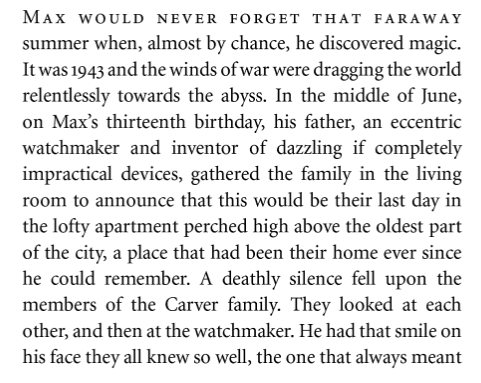 Max would never forget that faraway
summer when, almost by chance, he discovered magic.
It was 1943 and the winds of war were dragging the world
relentlessly towards the abyss. In the middle of June,
on Max’s thirteenth birthday, his father, an eccentric
watchmaker and inventor of dazzling if completely
impractical devices, gathered the family in the living
room to announce that this would be their last day in
the lofty apartment perched high above the oldest part
of the city, a place that had been their home ever since
he could remember. A deathly silence fell upon the
members of the Carver family. They looked at each
other, and then at the watchmaker. He had that smile on
his face they all knew so well, the one that always meant